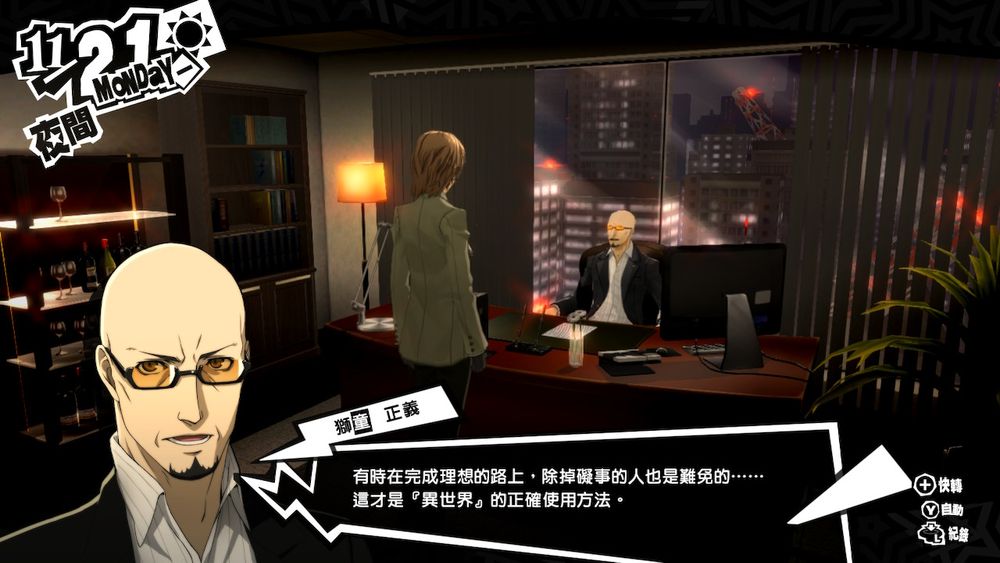 11/21
MONDAY
夜間
獅童 正義
有時在完成理想的路上，除掉礙事的人也是難免的……
這才是『異世界』的正確使用方法。
+快轉
Y自動
L紀錄